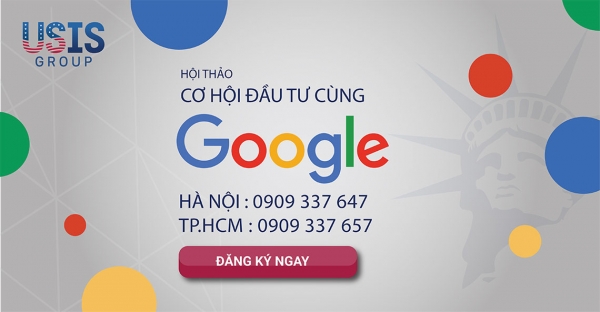 USIS
GROUP
HỘI THẢO
CƠ HỘI ĐẦU TƯ CÙNG
Google
HÀ NỘI : 0909 337 647
TP.HCM : 0909 337 657
ĐĂNG KÝ NGAY